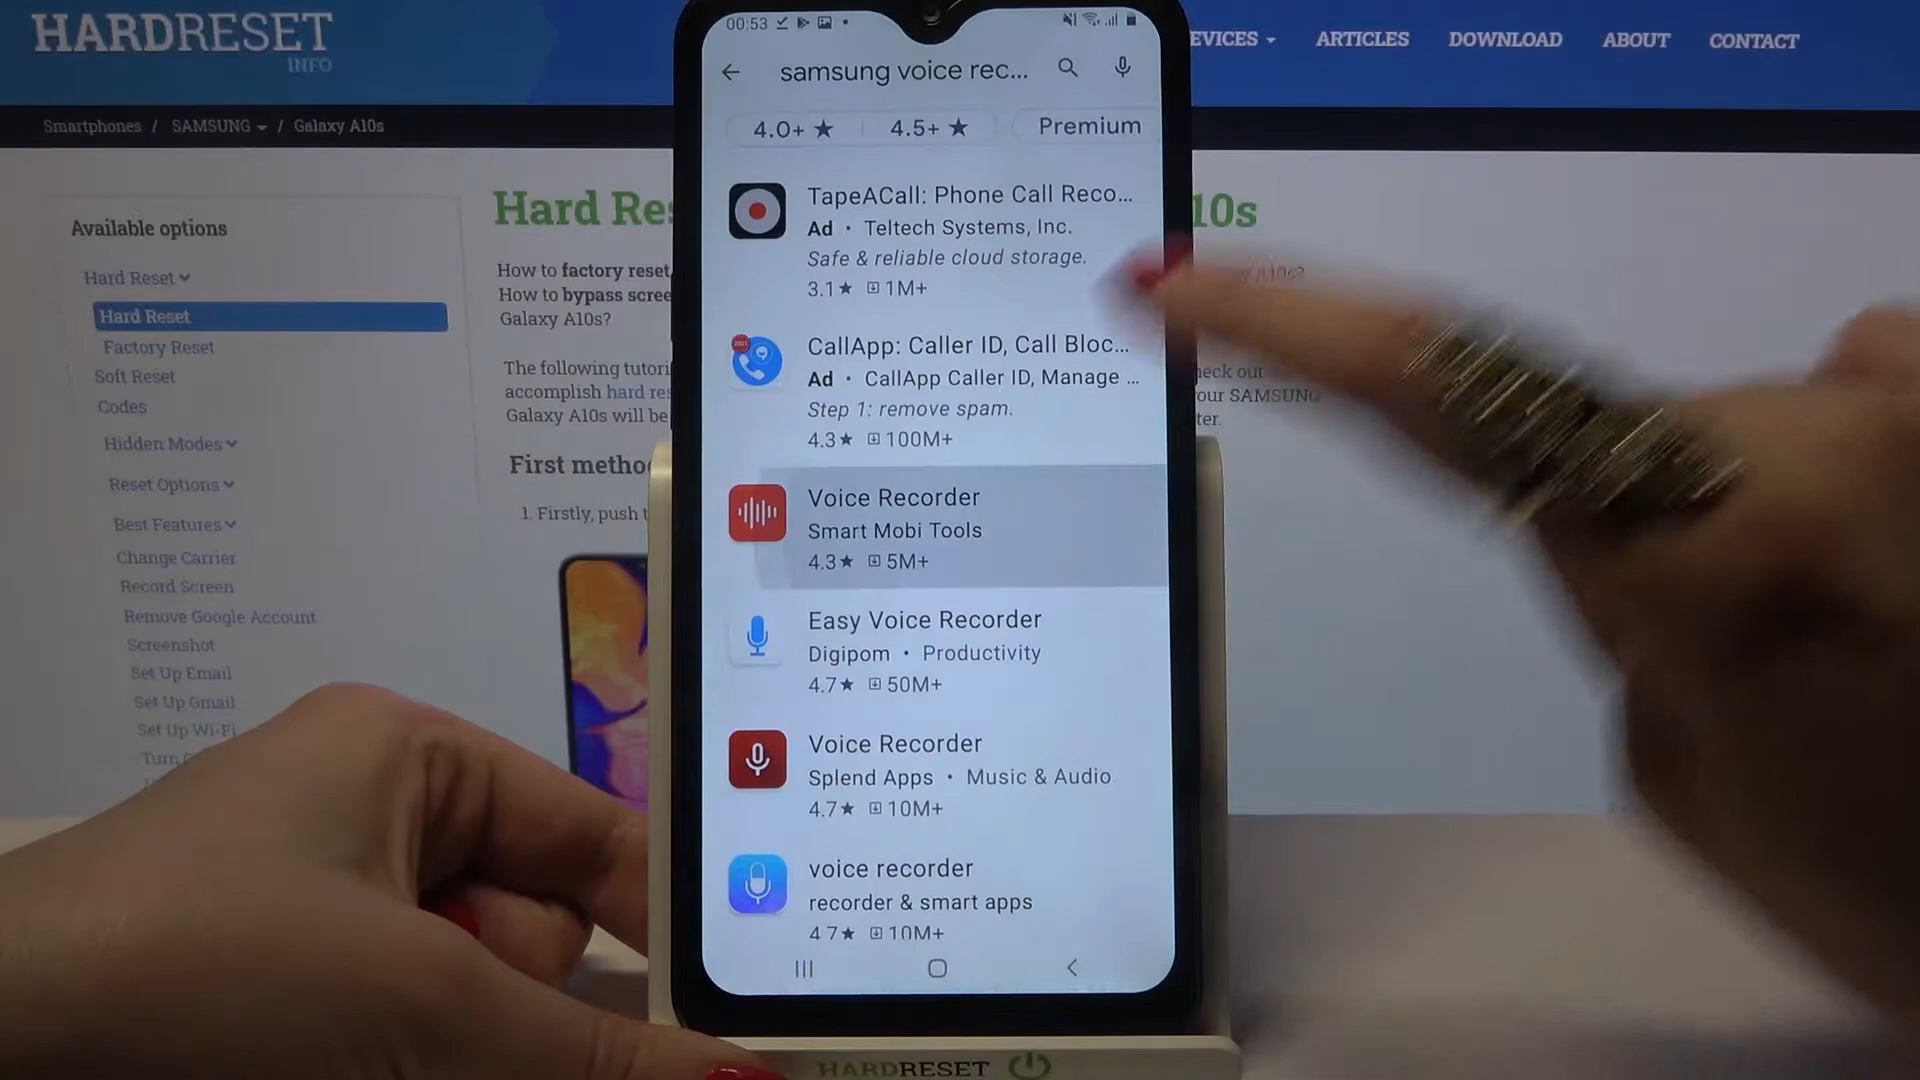 HARDRESET
INFO
EVICES
ARTICLES
DOWNLOAD
ABOUT
CONTACT
Smartphones / SAMSUNG / Galaxy A10s
Available options
Hard Reset
Hard Reset
Factory Reset
Soft Reset
Codes
Hidden Modes
Reset Options
Best Features
Change Carrier
Record Screen
Remove Google Account
Screenshot
Set Up Email
Set Up Gmail
Set Up Wi-Fi
Turn
Hard Res
10s
How to factory reset
How to bypass scree
Galaxy A10s?
The following tutori
accomplish hard res
Galaxy A10s will be
heck out
our SAMSUNG
ter.
First metho
1. Firstly, push t
00:53
samsung voice rec...
4.0+ ★
4.5+ ★
Premium
TapeACall: Phone Call Reco...
Ad • Teltech Systems, Inc.
Safe & reliable cloud storage.
3.1★ 1M+
CallApp: Caller ID, Call Bloc...
Ad • CallApp Caller ID, Manage ...
Step 1: remove spam.
4.3★ 100M+
Voice Recorder
Smart Mobi Tools
4.3★ 5M+
Easy Voice Recorder
Digipom • Productivity
4.7★ 50M+
Voice Recorder
Splend Apps • Music & Audio
4.7★ 10M+
voice recorder
recorder & smart apps
4.7★ 10M+
HARDRESET